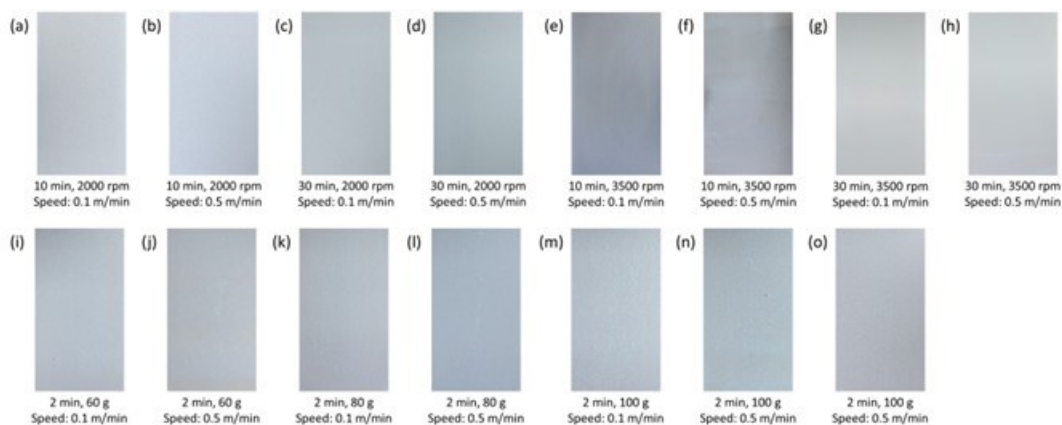 (a) (b) (c) (d) (e) (f) (g) (h)
10 min, 2000 rpm 10 min, 2000 rpm 30 min, 2000 rpm 30 min, 2000 rpm 10 min, 3500 rpm 10 min, 3500 rpm 30 min, 3500 rpm 30 min, 3500 rpm
Speed: 0.1 m/min Speed: 0.5 m/min Speed: 0.1 m/min Speed: 0.5 m/min Speed: 0.1 m/min Speed: 0.5 m/min Speed: 0.1 m/min Speed: 0.5 m/min
(i) (j) (k) (l) (m) (n) (o)
2 min, 60 g 2 min, 60 g 2 min, 80 g 2 min, 80 g 2 min, 100 g 2 min, 100 g 2 min, 100 g
Speed: 0.1 m/min Speed: 0.5 m/min Speed: 0.1 m/min Speed: 0.5 m/min Speed: 0.1 m/min Speed: 0.5 m/min Speed: 0.5 m/min